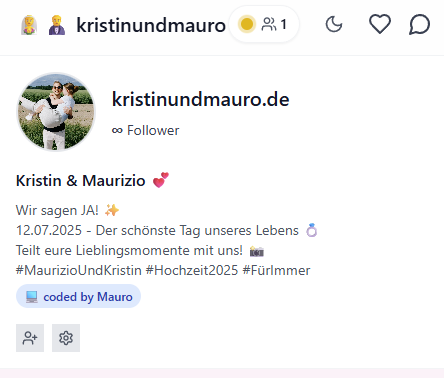 kristinundmauro
1
kristinundmauro.de
∞ Follower
Kristin & Maurizio 💕
Wir sagen JA! ✨
12.07.2025 - Der schönste Tag unseres Lebens 💍
Teilt eure Lieblingsmomente mit uns! 📸
#MaurizioUndKristin #Hochzeit2025 #FürImmer
coded by Mauro